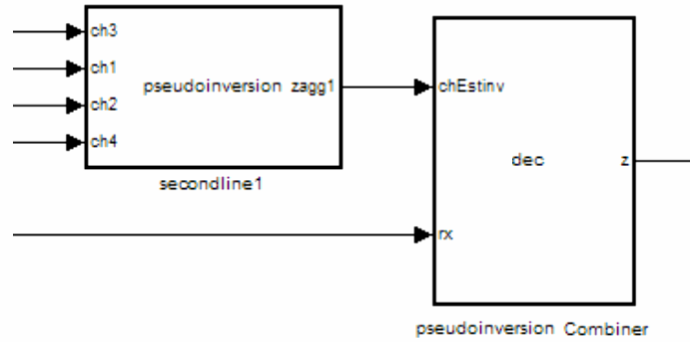 ch3
ch1
pseudoinversion zagg1
chEstinv
ch2
ch4
dec
z
secondline1
rx
pseudoinversion Combiner